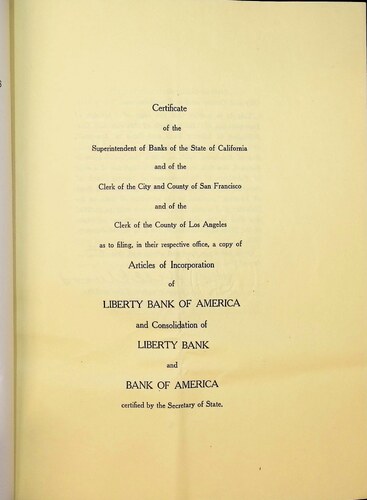 Certificate
of the
Superintendent of Banks of the State of California
and of the
Clerk of the City and County of San Francisco
and of the
Clerk of the County of Los Angeles
as to filing, in their respective office, a copy of
Articles of Incorporation
of
LIBERTY BANK OF AMERICA
and Consolidation of
LIBERTY BANK
and
BANK OF AMERICA
certified by the Secretary of State.